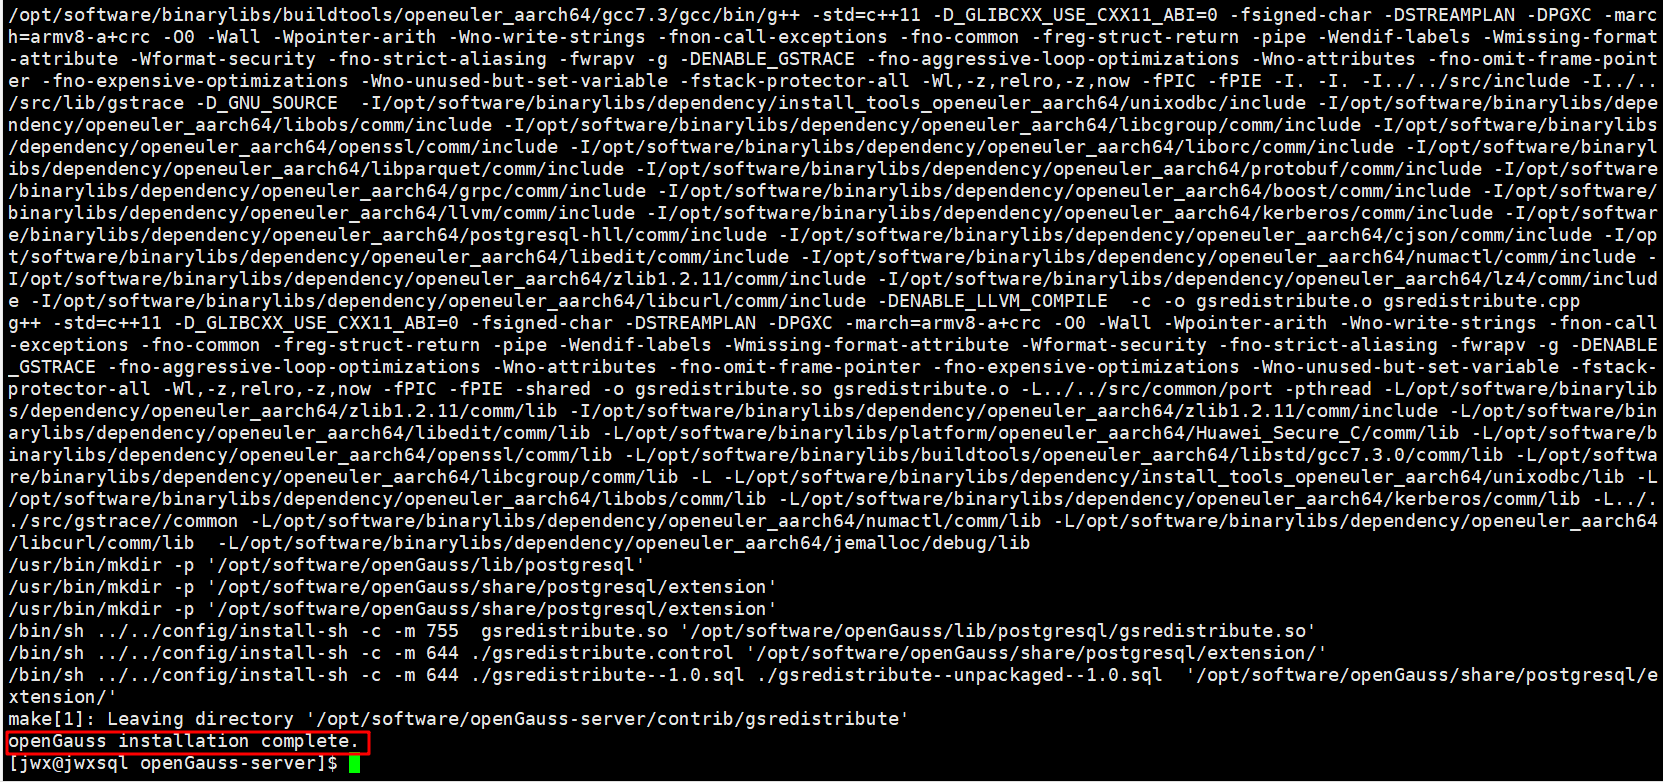 /opt/software/binarylibs/buildtools/openeuler_aarch64/gcc7.3/gcc/bin/g++ -std=c++11 -D_GLIBCXX_USE_CXX11_ABI=0 -fsigned-char -DSTREAMPLAN -DPGXC -marc
h=armv8-a+crc -O0 -Wall -Wpointer-arith -Wno-write-strings -fnon-call-exceptions -fno-common -freg-struct-return -pipe -Wendif-labels -Wmissing-format
-attribute -Wformat-security -fno-strict-aliasing -fwrapv -g -DENABLE_GSTRACE -fno-aggressive-loop-optimizations -Wno-attributes -fno-omit-frame-point
er -fno-expensive-optimizations -Wno-unused-but-set-variable -fstack-protector-all -Wl,-z,relro,-z,now -fPIC -fPIE -I. -I. -I../../src/include -I../..
/src/lib/gstrace -D_GNU_SOURCE  -I/opt/software/binarylibs/dependency/install_tools_openeuler_aarch64/unixodbc/include -I/opt/software/binarylibs/depe
ndency/openeuler_aarch64/libobs/comm/include -I/opt/software/binarylibs/dependency/openeuler_aarch64/libcgroup/comm/include -I/opt/software/binarylibs
/dependency/openeuler_aarch64/openssl/comm/include -I/opt/software/binarylibs/dependency/openeuler_aarch64/liborc/comm/include -I/opt/software/binaryl
ibs/dependency/openeuler_aarch64/libparquet/comm/include -I/opt/software/binarylibs/dependency/openeuler_aarch64/protobuf/comm/include -I/opt/software
/binarylibs/dependency/openeuler_aarch64/grpc/comm/include -I/opt/software/binarylibs/dependency/openeuler_aarch64/boost/comm/include -I/opt/software/
binarylibs/dependency/openeuler_aarch64/llvm/comm/include -I/opt/software/binarylibs/dependency/openeuler_aarch64/kerberos/comm/include -I/opt/softwar
e/binarylibs/dependency/openeuler_aarch64/postgresql-hll/comm/include -I/opt/software/binarylibs/dependency/openeuler_aarch64/cjson/comm/include -I/op
t/software/binarylibs/dependency/openeuler_aarch64/libedit/comm/include -I/opt/software/binarylibs/dependency/openeuler_aarch64/numactl/comm/include -
I/opt/software/binarylibs/dependency/openeuler_aarch64/zlib1.2.11/comm/include -I/opt/software/binarylibs/dependency/openeuler_aarch64/lz4/comm/includ
e -I/opt/software/binarylibs/dependency/openeuler_aarch64/libcurl/comm/include -DENABLE_LLVM_COMPILE  -c -o gsredistribute.o gsredistribute.cpp
g++ -std=c++11 -D_GLIBCXX_USE_CXX11_ABI=0 -fsigned-char -DSTREAMPLAN -DPGXC -march=armv8-a+crc -O0 -Wall -Wpointer-arith -Wno-write-strings -fnon-call
-exceptions -fno-common -freg-struct-return -pipe -Wendif-labels -Wmissing-format-attribute -Wformat-security -fno-strict-aliasing -fwrapv -g -DENABLE
_GSTRACE -fno-aggressive-loop-optimizations -Wno-attributes -fno-omit-frame-pointer -fno-expensive-optimizations -Wno-unused-but-set-variable -fstack-
protector-all -Wl,-z,relro,-z,now -fPIC -fPIE -shared -o gsredistribute.so gsredistribute.o -L../../src/common/port -pthread -L/opt/software/binarylib
s/dependency/openeuler_aarch64/zlib1.2.11/comm/lib -I/opt/software/binarylibs/dependency/openeuler_aarch64/zlib1.2.11/comm/include -L/opt/software/bin
arylibs/dependency/openeuler_aarch64/libedit/comm/lib -L/opt/software/binarylibs/platform/openeuler_aarch64/Huawei_Secure_C/comm/lib -L/opt/software/b
inarylibs/dependency/openeuler_aarch64/openssl/comm/lib -L/opt/software/binarylibs/buildtools/openeuler_aarch64/libstd/gcc7.3.0/comm/lib -L/opt/softwa
re/binarylibs/dependency/openeuler_aarch64/libcgroup/comm/lib -L -L/opt/software/binarylibs/dependency/install_tools_openeuler_aarch64/unixodbc/lib -L
/opt/software/binarylibs/dependency/openeuler_aarch64/libobs/comm/lib -L/opt/software/binarylibs/dependency/openeuler_aarch64/kerberos/comm/lib -L../.
./src/gstrace//common -L/opt/software/binarylibs/dependency/openeuler_aarch64/numactl/comm/lib -L/opt/software/binarylibs/dependency/openeuler_aarch64
/libcurl/comm/lib  -L/opt/software/binarylibs/dependency/openeuler_aarch64/jemalloc/debug/lib
/usr/bin/mkdir -p '/opt/software/openGauss/lib/postgresql'
/usr/bin/mkdir -p '/opt/software/openGauss/share/postgresql/extension'
/usr/bin/mkdir -p '/opt/software/openGauss/share/postgresql/extension'
/bin/sh ../../config/install-sh -c -m 755  gsredistribute.so '/opt/software/openGauss/lib/postgresql/gsredistribute.so'
/bin/sh ../../config/install-sh -c -m 644 ./gsredistribute.control '/opt/software/openGauss/share/postgresql/extension/'
/bin/sh ../../config/install-sh -c -m 644 ./gsredistribute--1.0.sql ./gsredistribute--unpackaged--1.0.sql  '/opt/software/openGauss/share/postgresql/e
xtension/'
make[1]: Leaving directory '/opt/software/openGauss-server/contrib/gsredistribute'
openGauss installation complete.
[jwx@jwxsql openGauss-server]$